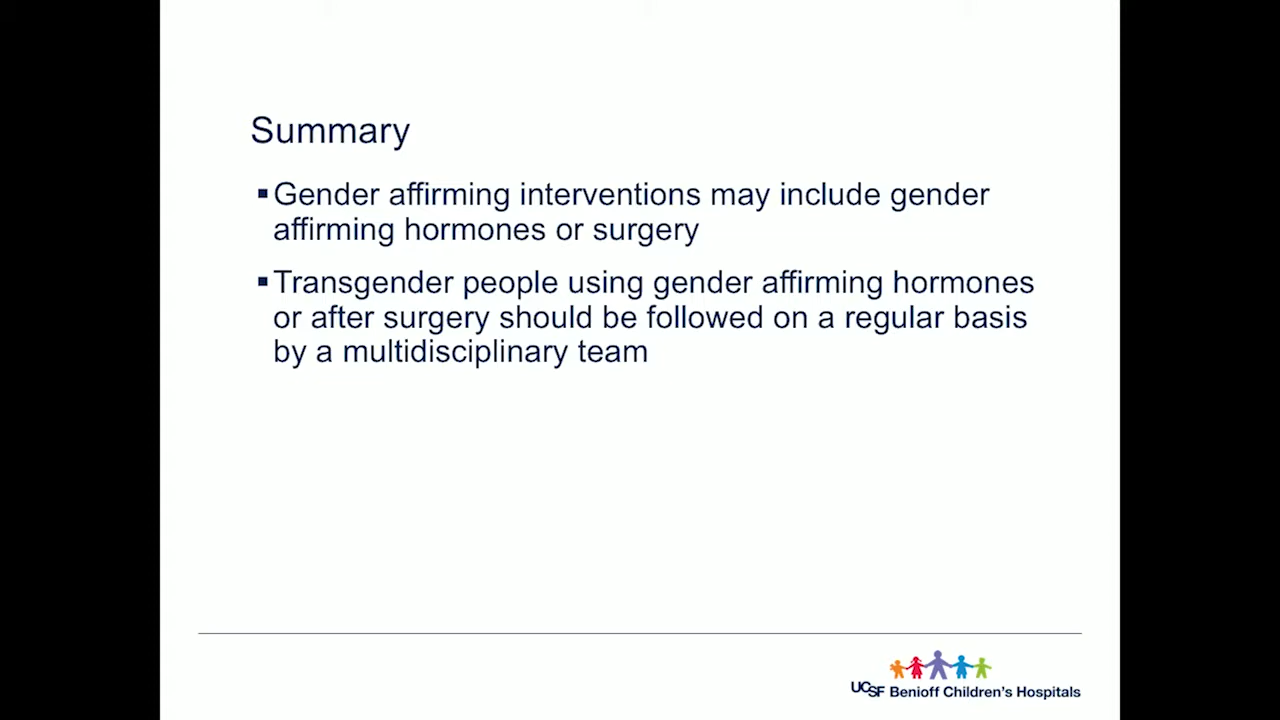 Summary
▪Gender affirming interventions may include gender
affirming hormones or surgery
▪Transgender people using gender affirming hormones
or after surgery should be followed on a regular basis
by a multidisciplinary team
UCSF Benioff Children's Hospitals